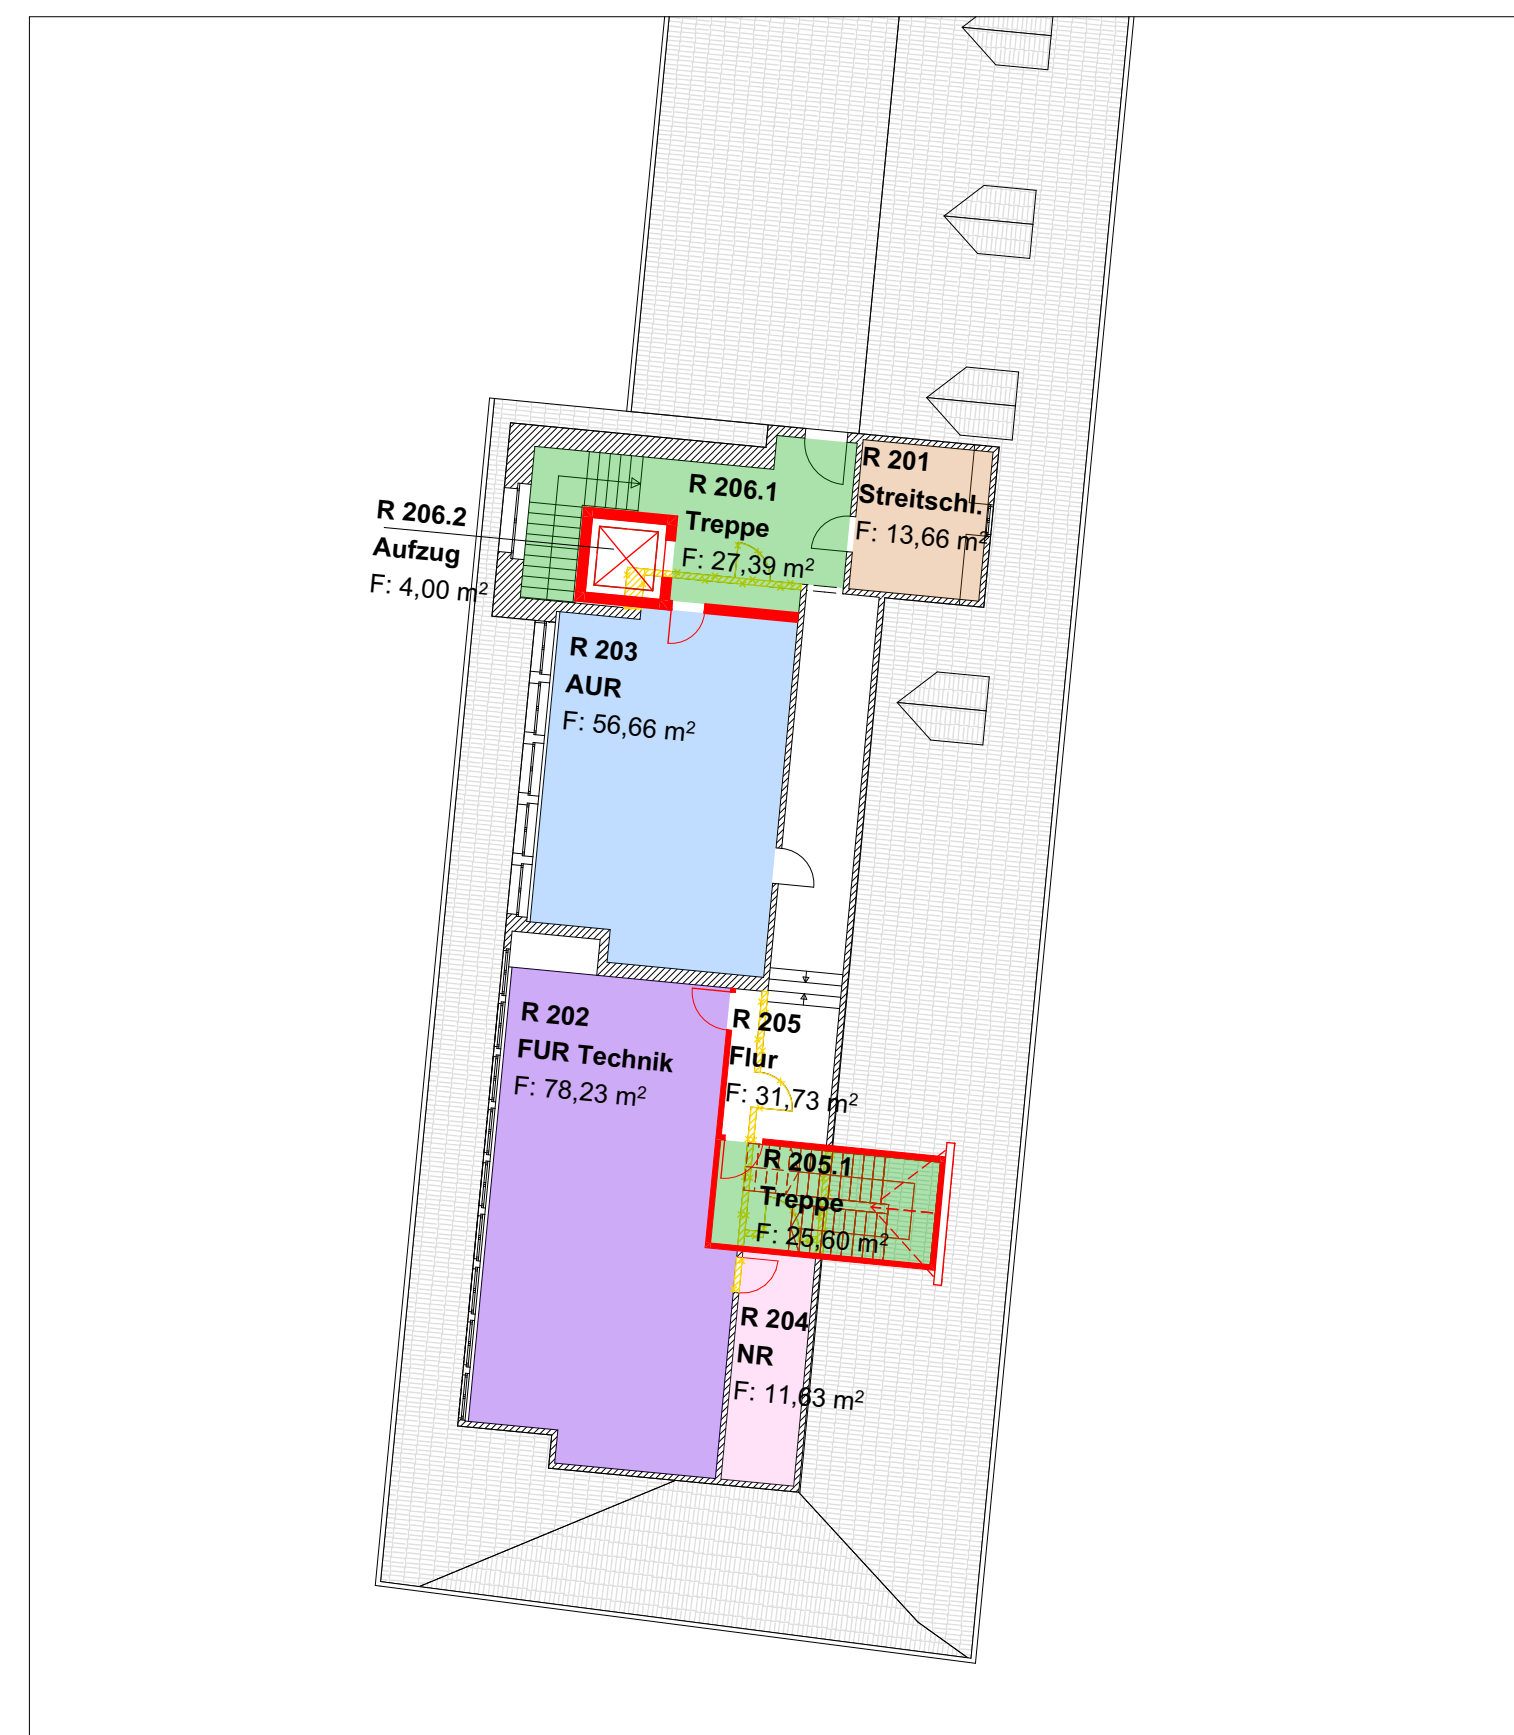 R 201
Streitschl.
F: 13,66 m²
R 206.1
Treppe
F: 27,39 m²
R 206.2
Aufzug
F: 4,00 m²
R 203
AUR
F: 56,66 m²
R 202
FUR Technik
F: 78,23 m²
R 205
Flur
F: 31,73 m²
R 205.1
Treppe
F: 25,60 m²
R 204
NR
F: 11,63 m²